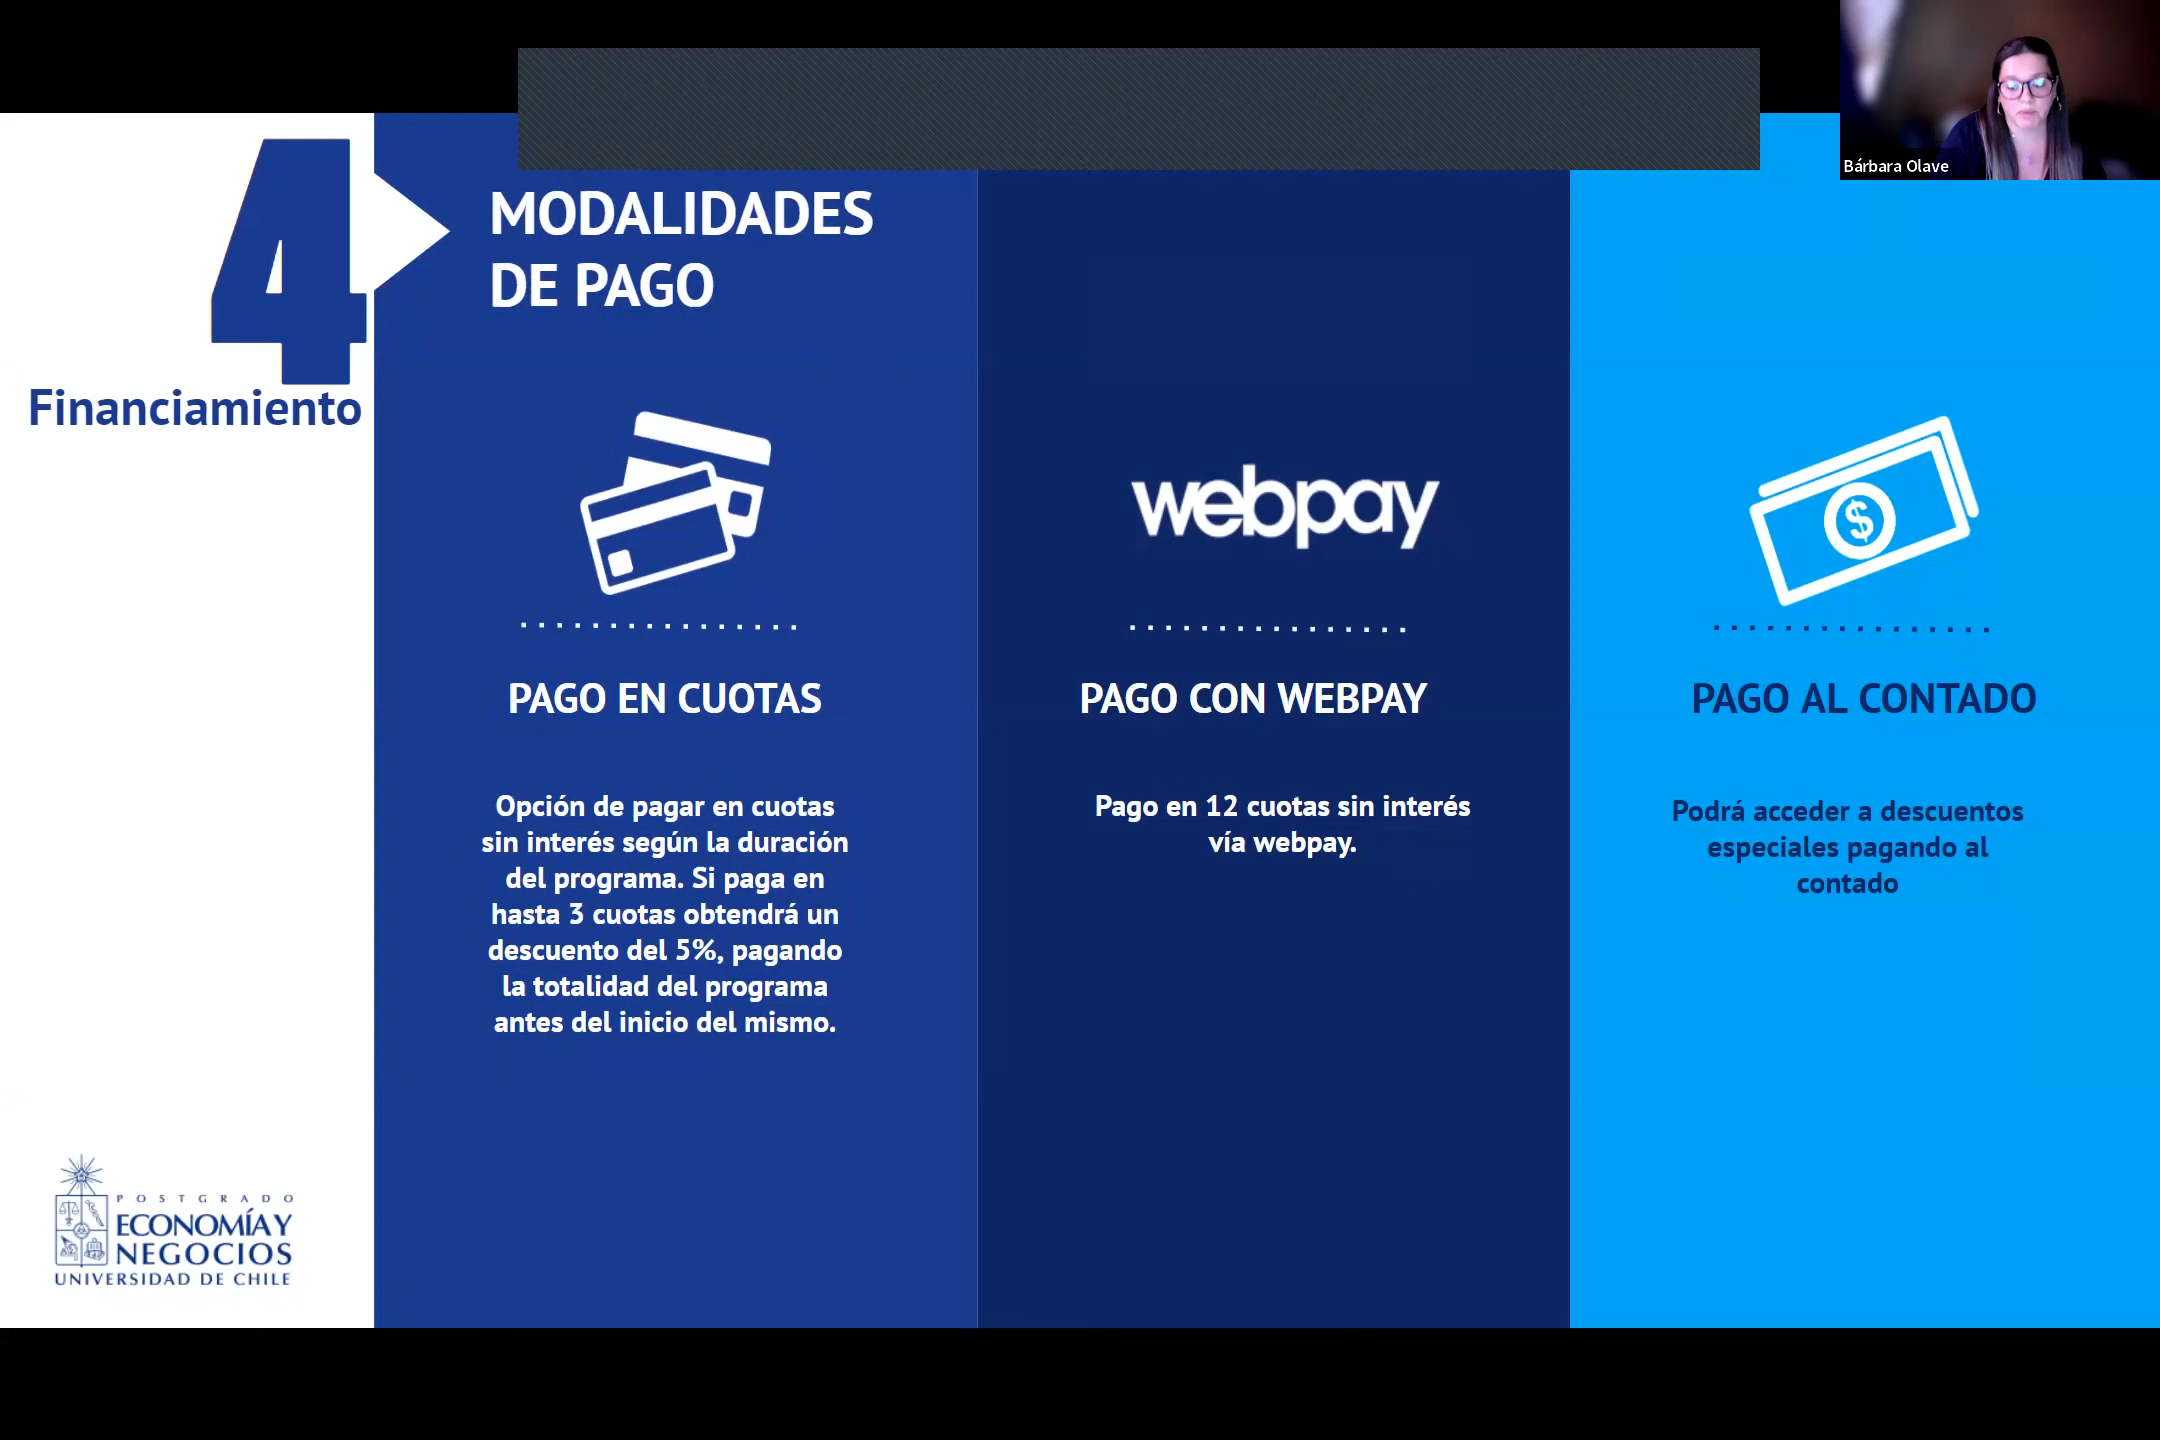 Bárbara Olave
4
Financiamiento
MODALIDADES
DE PAGO
PAGO EN CUOTAS
Opción de pagar en cuotas
sin interés según la duración
del programa. Si paga en
hasta 3 cuotas obtendrá un
descuento del 5%, pagando
la totalidad del programa
antes del inicio del mismo.
webpay
PAGO CON WEBPAY
Pago en 12 cuotas sin interés
vía webpay.
$
PAGO AL CONTADO
Podrá acceder a descuentos
especiales pagando al
contado
POSTGRADO
ECONOMÍA Y
NEGOCIOS
UNIVERSIDAD DE CHILE